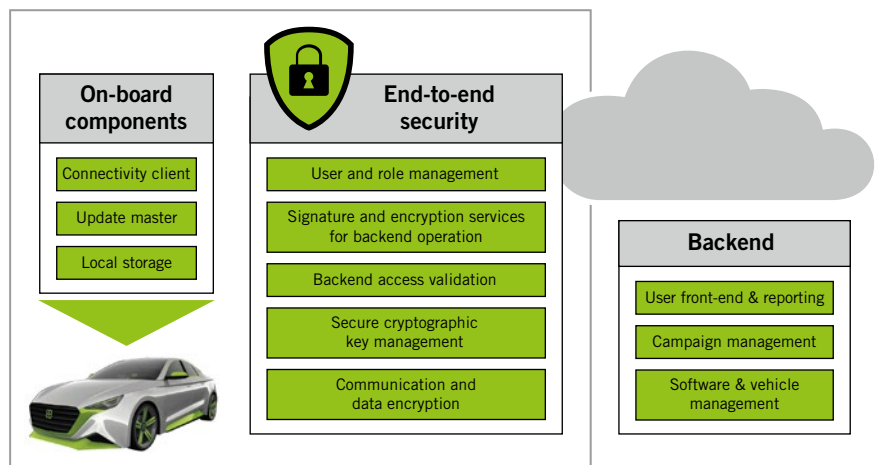 On-board
components
Connectivity client
Update master
Local storage
End-to-end
security
User and role management
Signature and encryption services
for backend operation
Backend access validation
Secure cryptographic
key management
Communication and
data encryption
Backend
User front-end & reporting
Campaign management
Software & vehicle
management